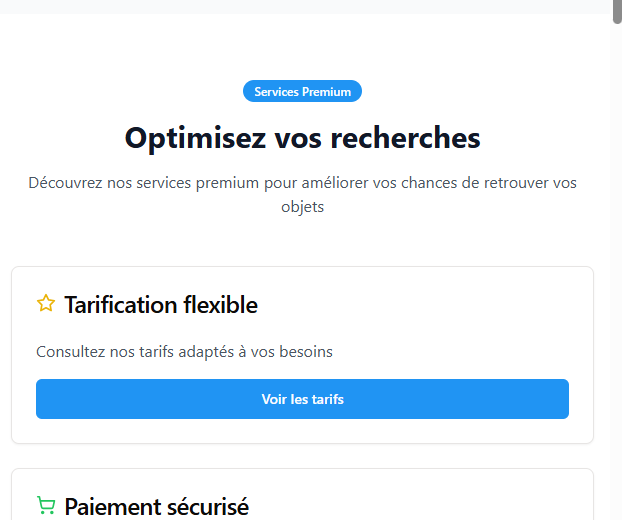 Services Premium
Optimisez vos recherches
Découvrez nos services premium pour améliorer vos chances de retrouver vos
objets
Tarification flexible
Consultez nos tarifs adaptés à vos besoins
Voir les tarifs
Paiement sécurisé